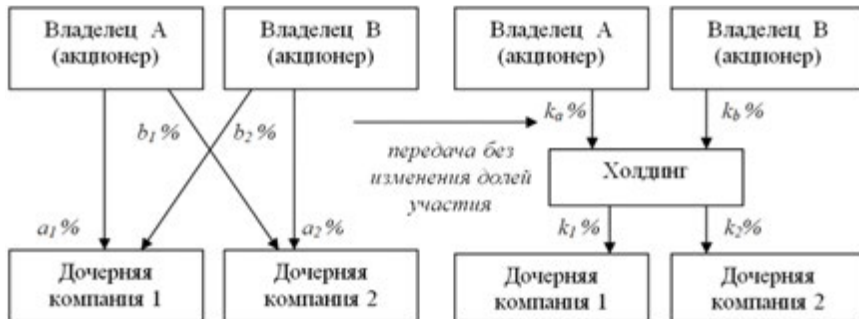 Владелец А
(акционер)
Владелец В
(акционер)
Владелец А
(акционер)
Владелец В
(акционер)
b1%
b2%
ka%
kb%
передача без
изменения долей
участия
Холдинг
a1%
a2%
k1%
k2%
Дочерняя
компания 1
Дочерняя
компания 2
Дочерняя
компания 1
Дочерняя
компания 2